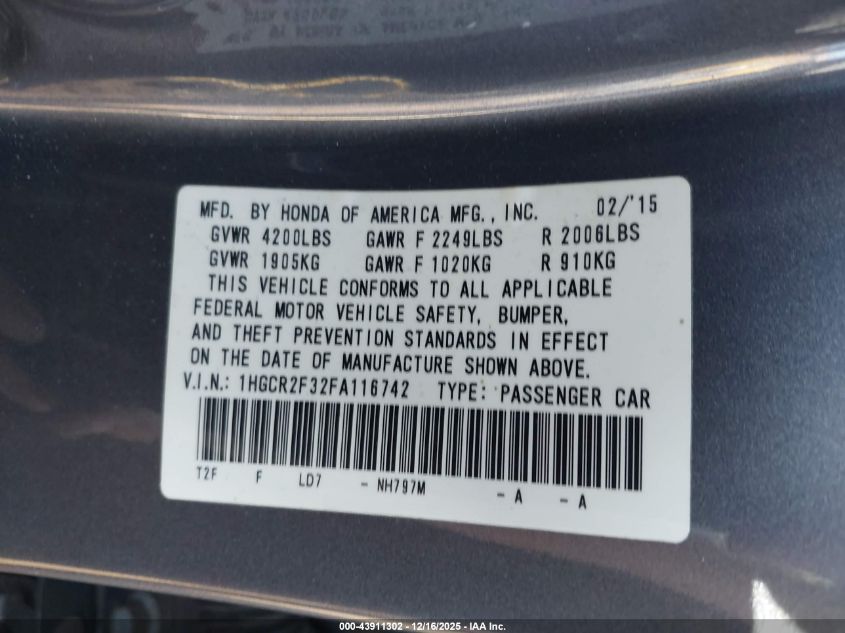 MFD. BY HONDA OF AMERICA MFG., INC. 02/'15
GVWR 4200LBS GAWR F 2249LBS R 2006LBS
GVWR 1905KG GAWR F 1020KG R 910KG
THIS VEHICLE CONFORMS TO ALL APPLICABLE
FEDERAL MOTOR VEHICLE SAFETY, BUMPER,
AND THEFT PREVENTION STANDARDS IN EFFECT
ON THE DATE OF MANUFACTURE SHOWN ABOVE.
V.I.N.: 1HGCR2F32FA116742 TYPE: PASSENGER CAR
T2F F LD7 - NH797M - A - A
000-43911302 - 12/16/2025 - IAA Inc.